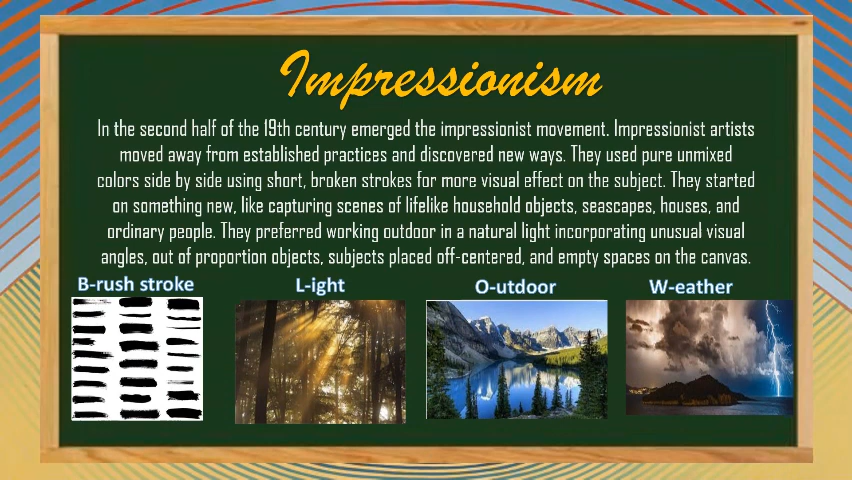 Impressionism
In the second half of the 19th century emerged the impressionist movement. Impressionist artists
moved away from established practices and discovered new ways. They used pure unmixed
colors side by side using short, broken strokes for more visual effect on the subject. They started
on something new, like capturing scenes of lifelike household objects, seascapes, houses, and
ordinary people. They preferred working outdoor in a natural light incorporating unusual visual
angles, out of proportion objects, subjects placed off-centered, and empty spaces on the canvas.
B-rush stroke
L-ight
O-utdoor
W-eather